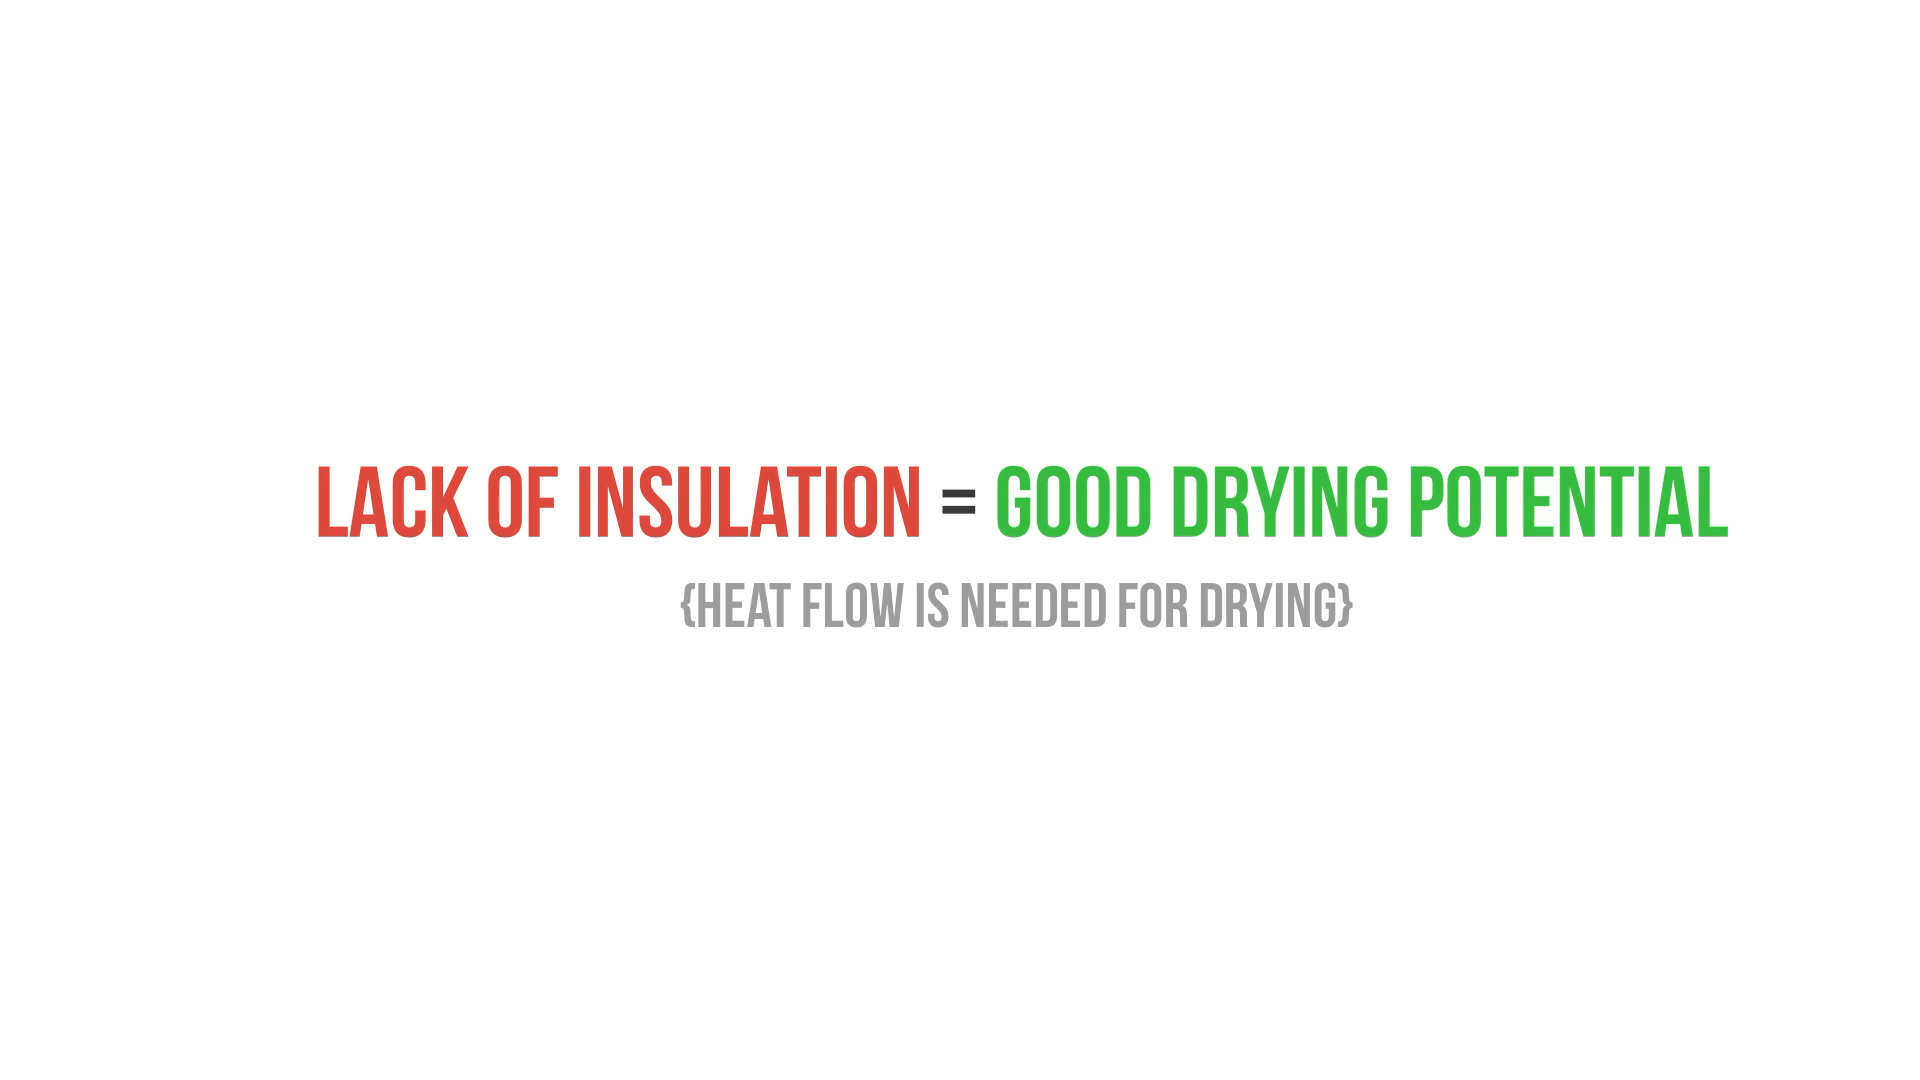 LACK OF INSULATION = GOOD DRYING POTENTIAL
{HEAT FLOW IS NEEDED FOR DRYING}